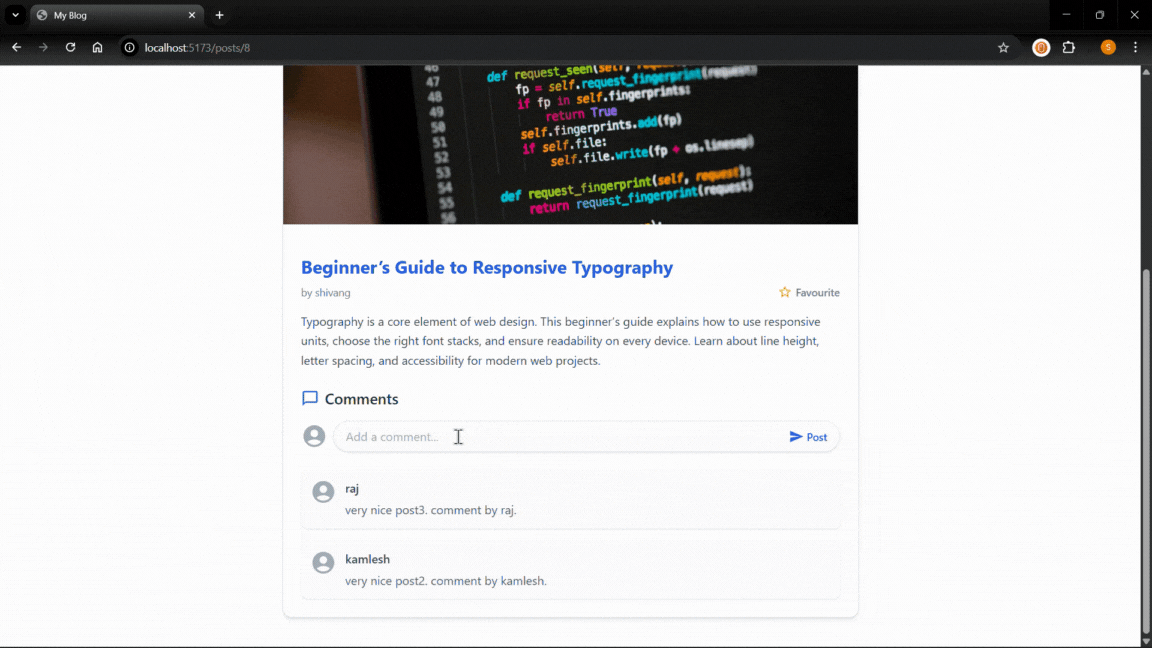 My Blog
localhost:5173/posts/8
S
46
47 def request_seen(self, request
48 fp = self.request_fingerprint(request)
49 if fp in self.fingerprints:
50 return True
51 self.fingerprints.add(fp)
52 if self.file:
53 self.file.write(fp + os.linesep)
54
55 def request_fingerprint(self, request):
56 return request_fingerprint(request)
Beginner’s Guide to Responsive Typography
by shivang
Favourite
Typography is a core element of web design. This beginner’s guide explains how to use responsive
units, choose the right font stacks, and ensure readability on every device. Learn about line height,
letter spacing, and accessibility for modern web projects.
Comments
Add a comment...
Post
raj
very nice post3. comment by raj.
kamlesh
very nice post2. comment by kamlesh.